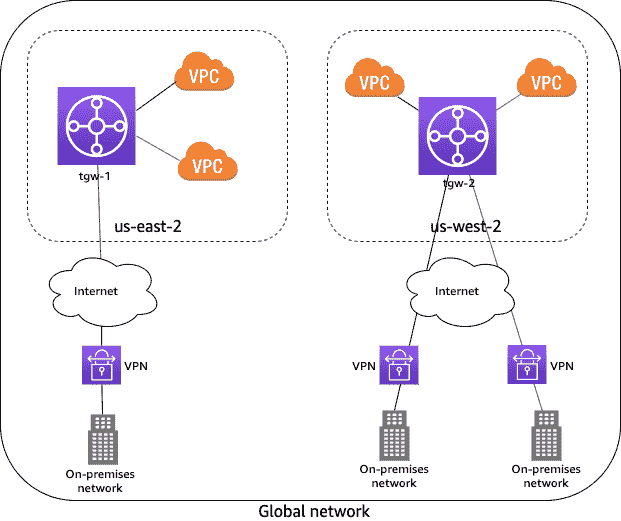 VPC
VPC
tgw-1
us-east-2
VPC
VPC
tgw-2
us-west-2
Internet
Internet
VPN
VPN
VPN
On-premises
network
On-premises
network
On-premises
network
Global network